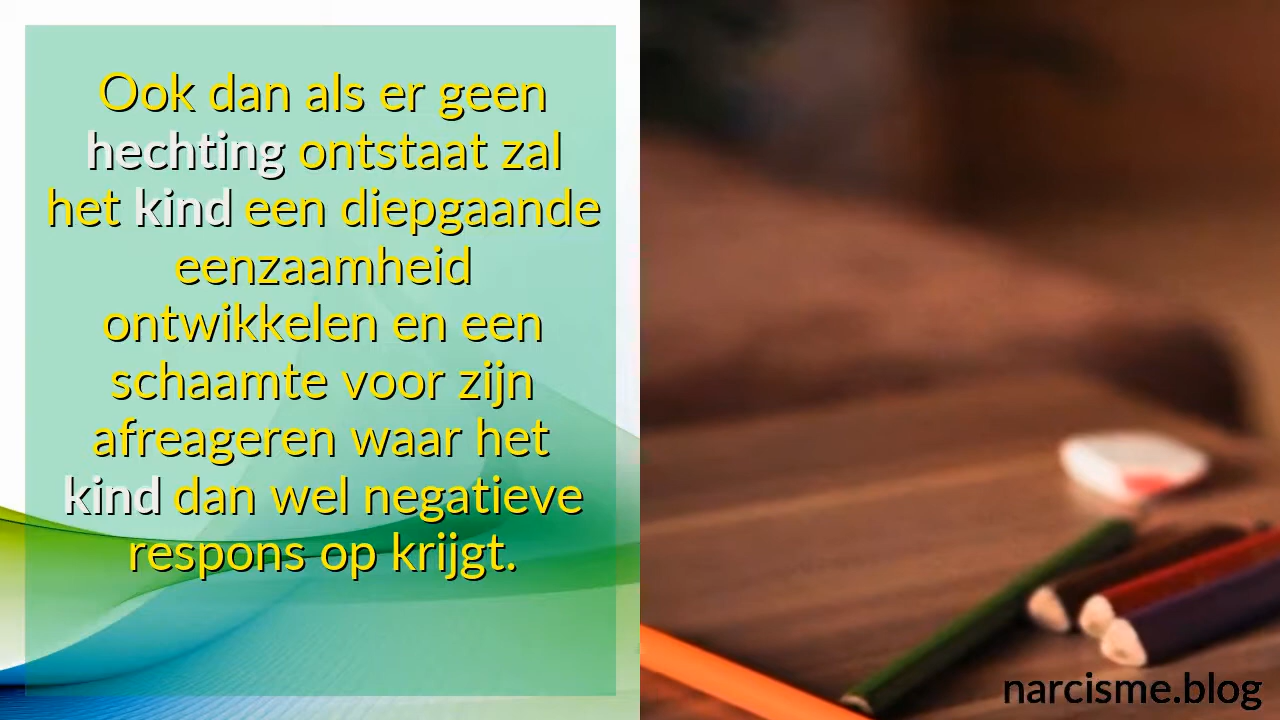 Ook dan als er geen
hechting ontstaat zal
het kind een diepgaande
eenzaamheid
ontwikkelen en een
schaamte voor zijn
afreageren waar het
kind dan wel negatieve
respons op krijgt.
narcisme.blog